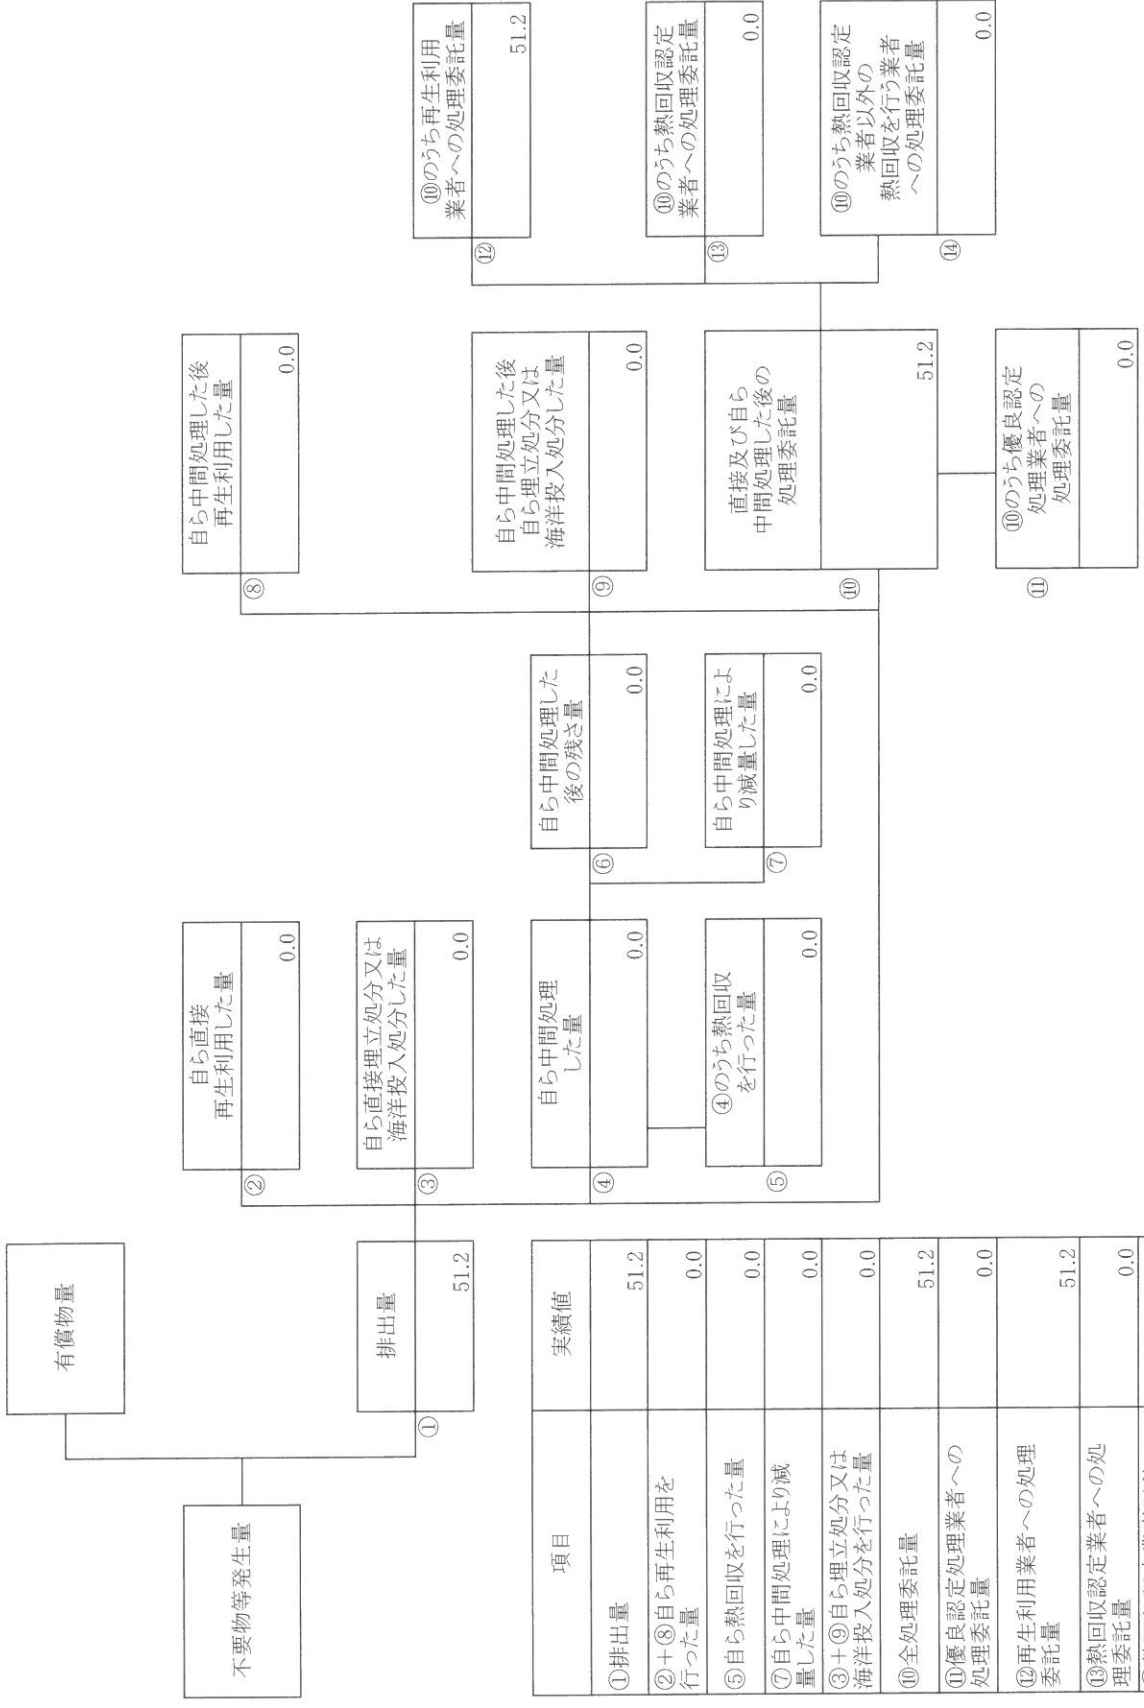 不要物等発生量
有償物量
①
排出量
51.2
②
自ら直接
再生利用した量
0.0
③
自ら直接埋立処分又は
海洋投入処分した量
0.0
④
自ら中間処理
した量
0.0
⑤
④のうち熱回収
を行った量
0.0
⑥
自ら中間処理した
後の残さ量
0.0
⑦
自ら中間処理によ
り減量した量
0.0
⑧
自ら中間処理した後
再生利用した量
0.0
⑨
自ら中間処理した後
自ら埋立処分又は
海洋投入処分した量
0.0
⑩
直接及び自ら
中間処理した後の
処理委託量
51.2
⑪
⑩のうち優良認定
処理業者への
処理委託量
0.0
⑫
⑩のうち再生利用
業者への処理委託量
51.2
⑬
⑩のうち熱回収認定
業者への処理委託量
0.0
⑭
⑩のうち熱回収認定
業者以外の
熱回収を行う業者
への処理委託量
0.0
項目 実績値
①排出量 51.2
②+⑧自ら再生利用を
行った量 0.0
⑤自ら熱回収を行った量 0.0
⑦自ら中間処理により減
量した量 0.0
③+⑨自ら埋立処分又は
海洋投入処分を行った量 0.0
⑩全処理委託量 51.2
⑪優良認定処理業者への
処理委託量 0.0
⑫再生利用業者への処理
委託量 51.2
⑬熱回収認定業者への処
理委託量 0.0